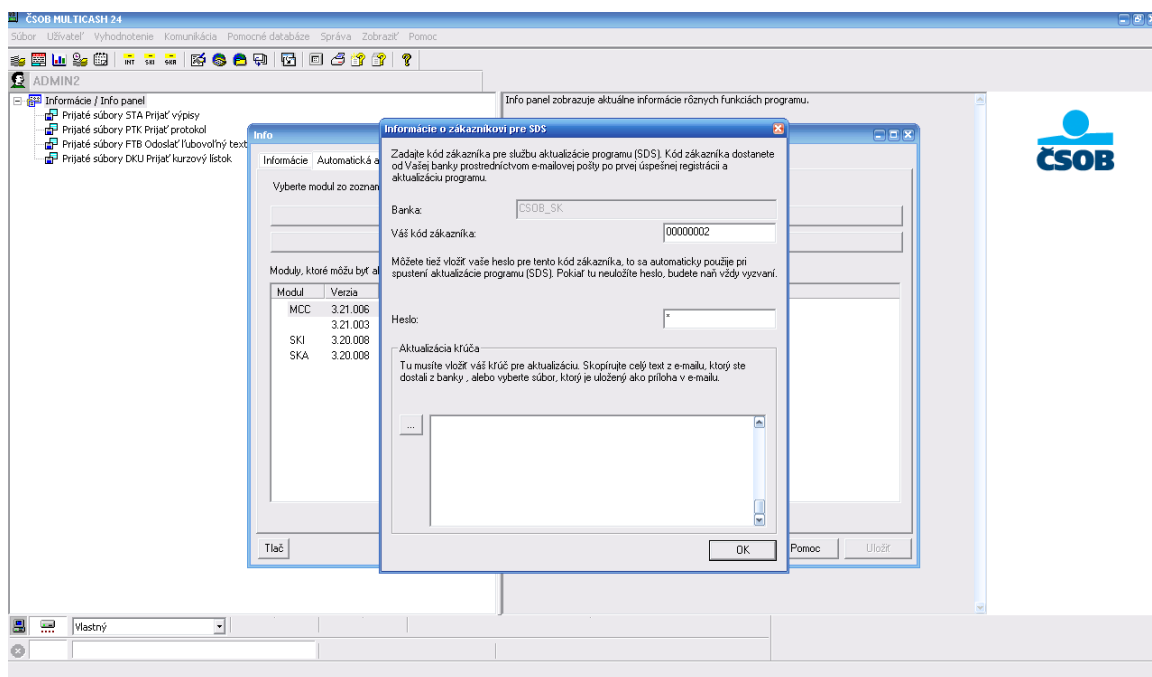 ČSOB MULTICASH 24
Súbor Užívateľ Vyhodnotenie Komunikácia Pomocné databáze Správa Zobraziť Pomoc
INT SKI SKR
ADMIN2
Informácie / Info panel
Prijaté súbory STA Prijať výpisy
Prijaté súbory PTK Prijať protokol
Prijaté súbory FTB Odoslať ľubovoľný text
Prijaté súbory DKU Prijať kurzový lístok
Info panel zobrazuje aktuálne informácie rôznych funkciách programu.
ČSOB
Info
Informácie Automatická a
Vyberte modul zo zoznam
Moduly, ktoré môžu byť al
Modul Verzia
MCC 3.21.006
3.21.003
SKI 3.20.008
SKA 3.20.008
Tlač
Pomoc
Uložiť
Informácie o zákazníkovi pre SDS
Zadajte kód zákazníka pre službu aktualizácie programu (SDS). Kód zákazníka dostanete
od Vašej banky prostredníctvom e-mailovej pošty po prvej úspešnej registrácii a
aktualizáciu programu.
Banka: CSOB_SK
Váš kód zákazníka: 00000002
Môžete tiež vložiť vaše heslo pre tento kód zákazníka, to sa automaticky použije pri
spustení aktualizácie programu (SDS). Pokiaľ tu neuložíte heslo, budete naň vždy vyzvaní.
Heslo: *
Aktualizácia kľúča
Tu musíte vložiť váš kľúč pre aktualizáciu. Skopírujte celý text z e-mailu, ktorý ste
dostali z banky , alebo vyberte súbor, ktorý je uložený ako príloha v e-mailu.
...
OK
Vlastný